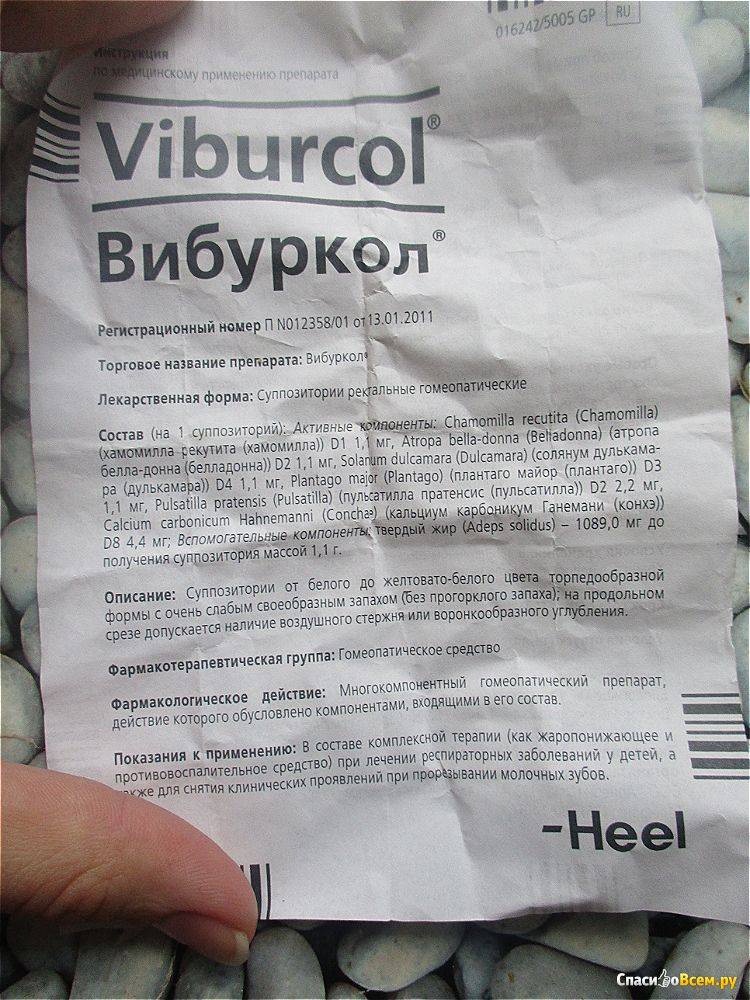 016242/5005 GP RU
Инструкция
по медицинскому применению препарата
Viburcol®
Вибуркол®
Регистрационный номер П N012358/01 от 13.01.2011
Торговое название препарата: Вибуркол®
Лекарственная форма: Суппозитории ректальные гомеопатические
Состав (на 1 суппозиторий): Активные компоненты: Chamomilla recutita (Chamomilla)
(хамомилла рекутита (хамомилла)) D1 1,1 мг, Atropa bella-donna (Belladonna) (атропа
белла-донна (белладонна)) D2 1,1 мг, Solanum dulcamara (Dulcamara) (солянум дулькама-
ра (дулькамара)) D4 1,1 мг, Plantago major (Plantago) (плантаго майор (плантаго)) D3
1,1 мг, Pulsatilla pratensis (Pulsatilla) (пульсатилла пратенсис (пульсатилла)) D2 2,2 мг,
Calcium carbonicum Hahnemanni (Conchae) (кальциум карбоникум Ганемани (конхэ))
D8 4,4 мг; Вспомогательные компоненты: твердый жир (Adeps solidus) – 1089,0 мг до
получения суппозитория массой 1,1 г.
Описание: Суппозитории от белого до желтовато-белого цвета торпедообразной
формы с очень слабым своеобразным запахом (без прогорклого запаха); на продольном
срезе допускается наличие воздушного стержня или воронкообразного углубления.
Фармакотерапевтическая группа: Гомеопатическое средство
Фармакологическое действие: Многокомпонентный гомеопатический препарат,
действие которого обусловлено компонентами, входящими в его состав.
Показания к применению: В составе комплексной терапии (как жаропонижающее и
противовоспалительное средство) при лечении респираторных заболеваний у детей, а
также для снятия клинических проявлений при прорезывании молочных зубов.
-Heel
СпасибоВсем.ру